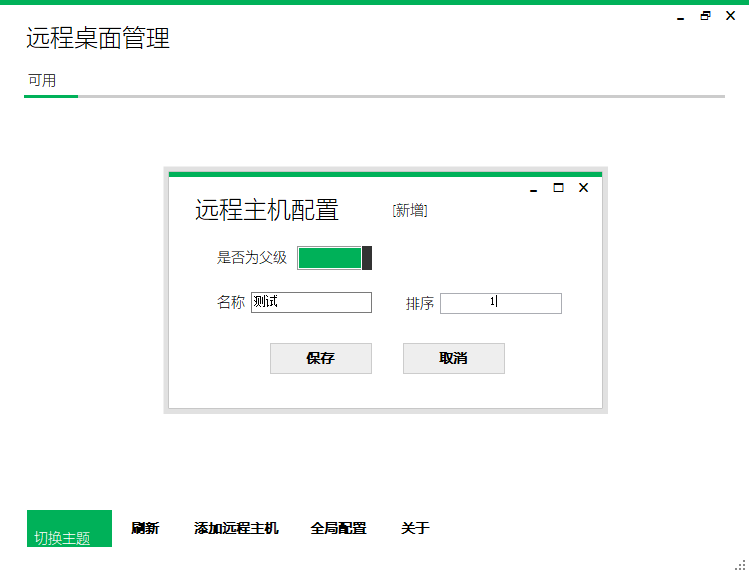 远程桌面管理
可用
远程主机配置 [新增]
是否为父级
名称 测试 排序 1
保存 取消
切换主题 刷新 添加远程主机 全局配置 关于